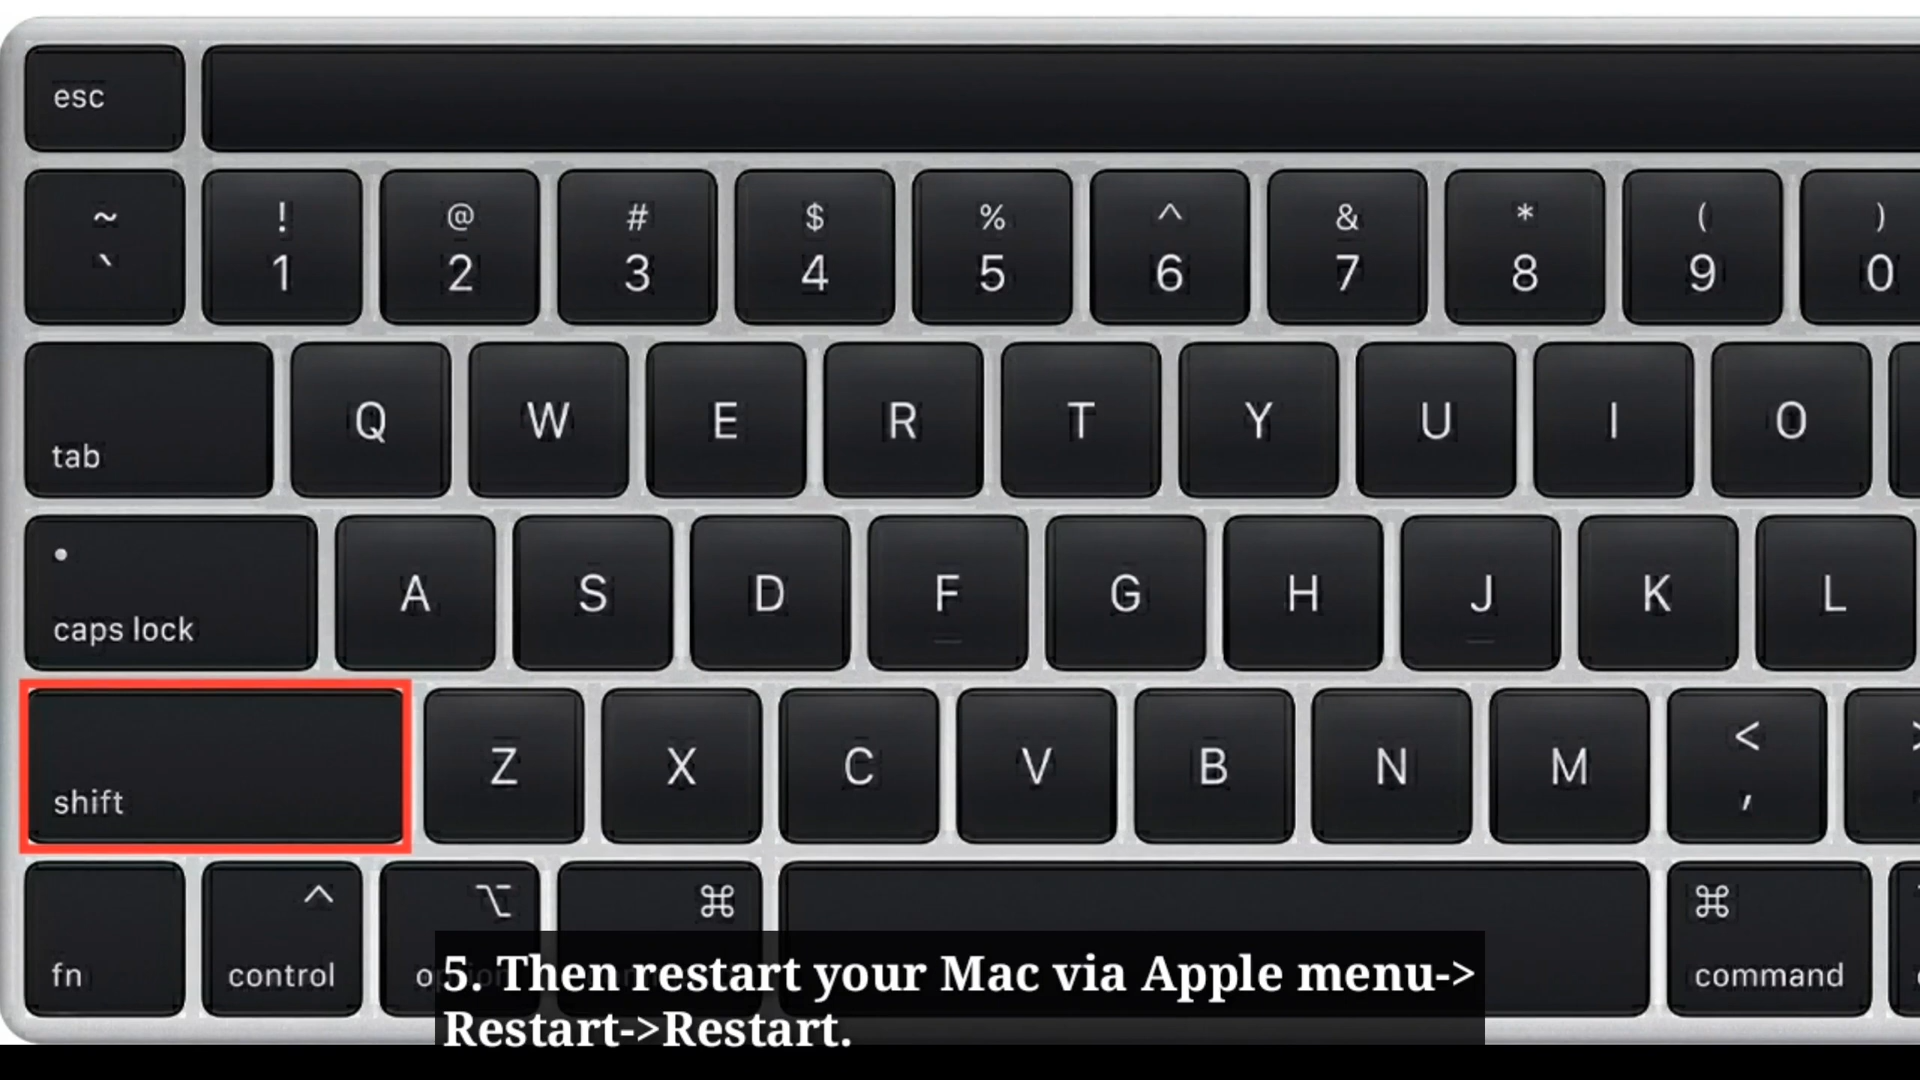 esc
~ ! @ # $ % ^ & * ( )
` 1 2 3 4 5 6 7 8 9 0
tab Q W E R T Y U I O
caps lock A S D F G H J K L
shift Z X C V B N M < >
,
^ ⌥ ⌘ ⌘
fn control option command
5. Then restart your Mac via Apple menu->
Restart->Restart.